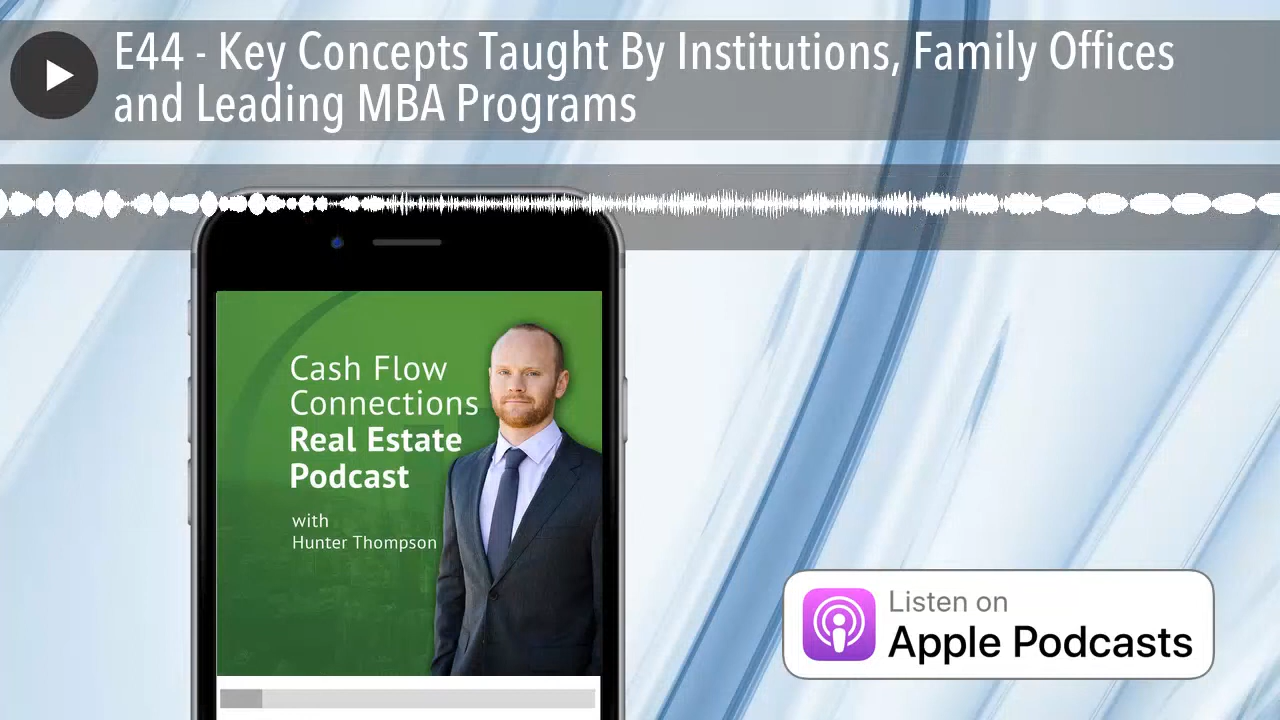 E44 - Key Concepts Taught By Institutions, Family Offices
and Leading MBA Programs
Cash Flow
Connections
Real Estate
Podcast
with
Hunter Thompson
Listen on
Apple Podcasts